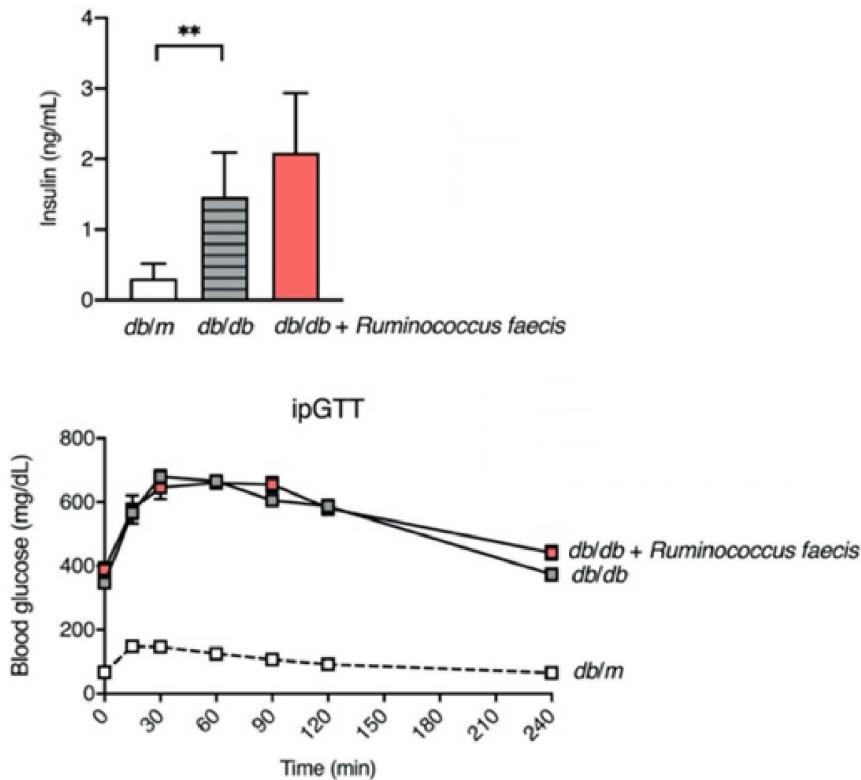 4
**
3
2
1
0
Insulin (ng/mL)
db/m db/db db/db + Ruminococcus faecis
ipGTT
800
600
400
200
0
Blood glucose (mg/dL)
db/db + Ruminococcus faecis
db/db
db/m
0 30 60 90 120 150 180 210 240
Time (min)